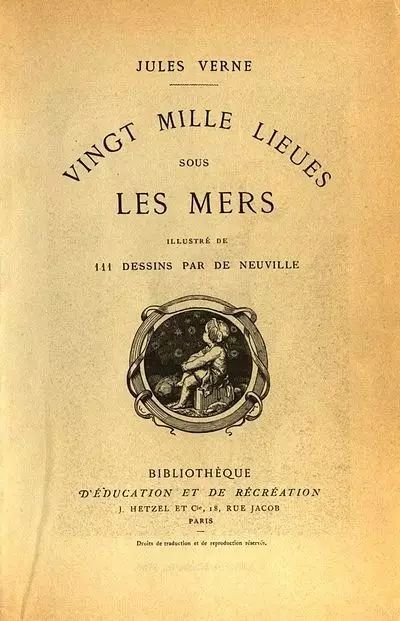 JULES VERNE
VINGT MILLE LIEUES
SOUS
LES MERS
ILLUSTRÉ DE
111 DESSINS PAR DE NEUVILLE
BIBLIOTHÈQUE
D'ÉDUCATION ET DE RÉCRÉATION
J. HETZEL ET Cie, 18, RUE JACOB
PARIS
Droits de traduction et de reproduction réservés.